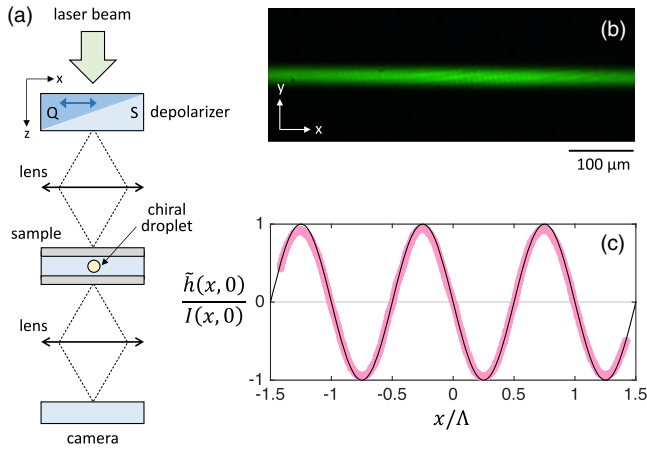 (a)
laser beam
x
z
Q
S
depolarizer
lens
chiral
droplet
sample
lens
camera
(b)
y
x
100 μm
(c)
h̃(x, 0)
I(x, 0)
1
0
-1
-1.5 -1 -0.5 0 0.5 1 1.5
x/Λ